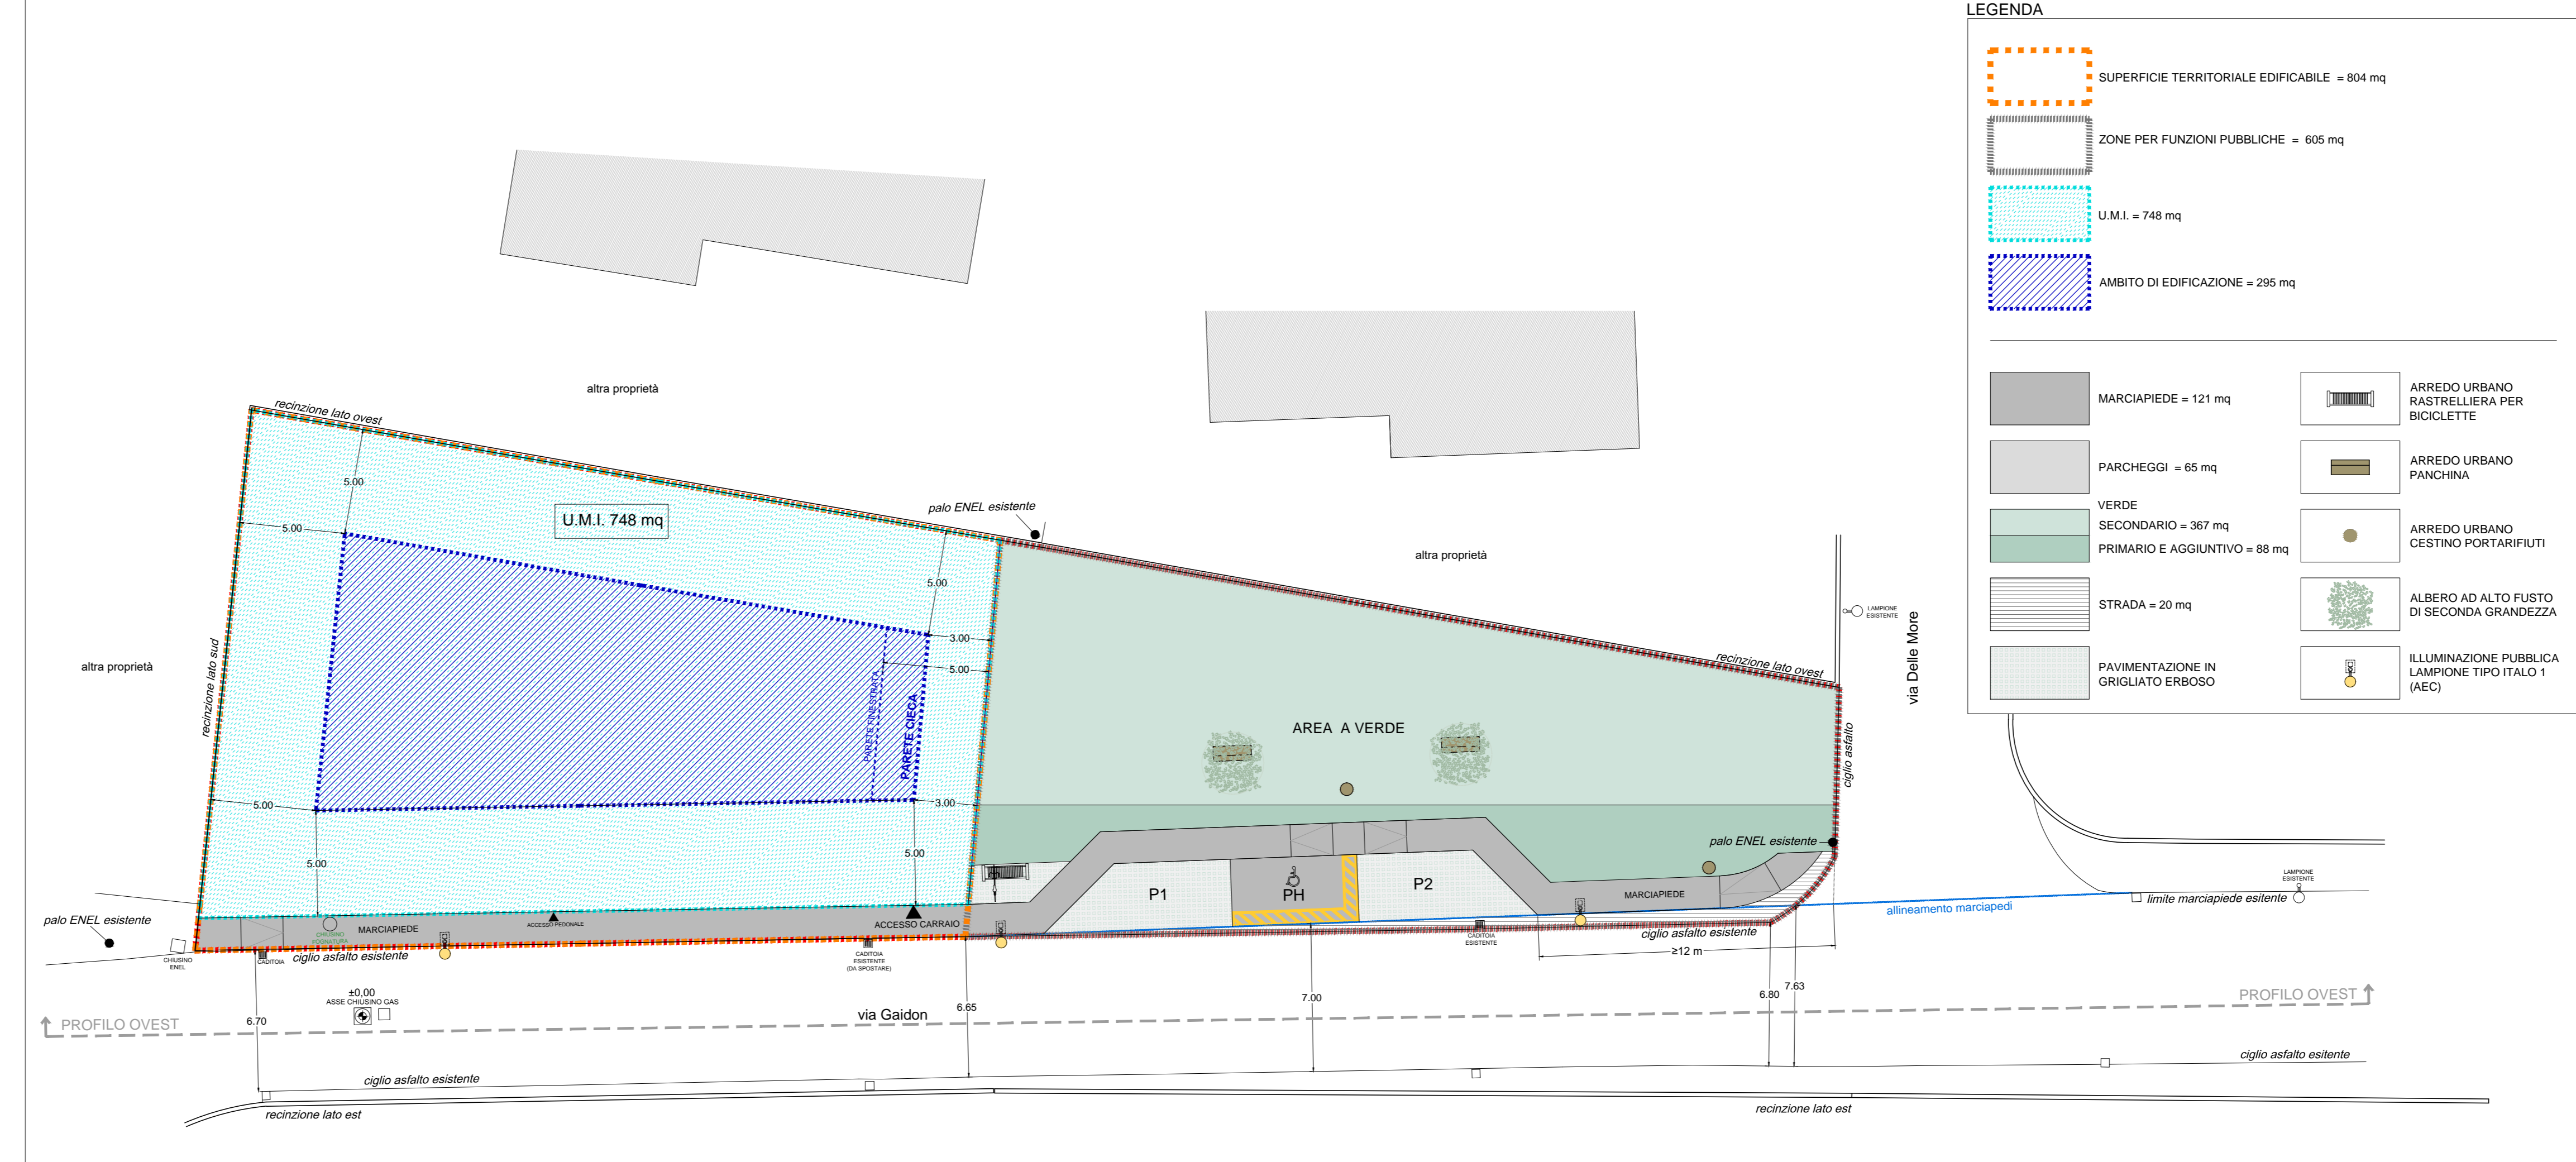 LEGENDA
SUPERFICIE TERRITORIALE EDIFICABILE = 804 mq
ZONE PER FUNZIONI PUBBLICHE = 605 mq
U.M.I. = 748 mq
AMBITO DI EDIFICAZIONE = 295 mq
MARCIAPIEDE = 121 mq
PARCHEGGI = 65 mq
VERDE
SECONDARIO = 367 mq
PRIMARIO E AGGIUNTIVO = 88 mq
STRADA = 20 mq
PAVIMENTAZIONE IN
GRIGLIATO ERBOSO
ARREDO URBANO
RASTRELLIERA PER
BICICLETTE
ARREDO URBANO
PANCHINA
ARREDO URBANO
CESTINO PORTARIFIUTI
ALBERO AD ALTO FUSTO
DI SECONDA GRANDEZZA
ILLUMINAZIONE PUBBLICA
LAMPIONE TIPO ITALO 1
(AEC)
altra proprietà
recinzione lato ovest
5.00
5.00
U.M.I. 748 mq
palo ENEL esistente
altra proprietà
5.00
3.00
5.00
LAMPIONE
ESISTENTE
via Delle More
recinzione lato ovest
altra proprietà
recinzione lato sud
PARETE FINESTRATA
PARETE CIECA
AREA A VERDE
ciglio asfalto
5.00
3.00
5.00
5.00
palo ENEL esistente
P1
PH
P2
MARCIAPIEDE
LAMPIONE
ESISTENTE
limite marciapiede esitente
allineamento marciapedi
palo ENEL esistente
CHIUSINO
FOGNATURA
MARCIAPIEDE
ACCESSO PEDONALE
ACCESSO CARRAIO
CHIUSINO
ENEL
CADITOIA
ciglio asfalto esistente
CADITOIA
ESISTENTE
(DA SPOSTARE)
CADITOIA
ESISTENTE
ciglio asfalto esistente
≥12 m
±0,00
ASSE CHIUSINO GAS
6.70
6.65
7.00
6.80
7.63
via Gaidon
PROFILO OVEST
PROFILO OVEST
ciglio asfalto esitente
ciglio asfalto esistente
recinzione lato est
recinzione lato est